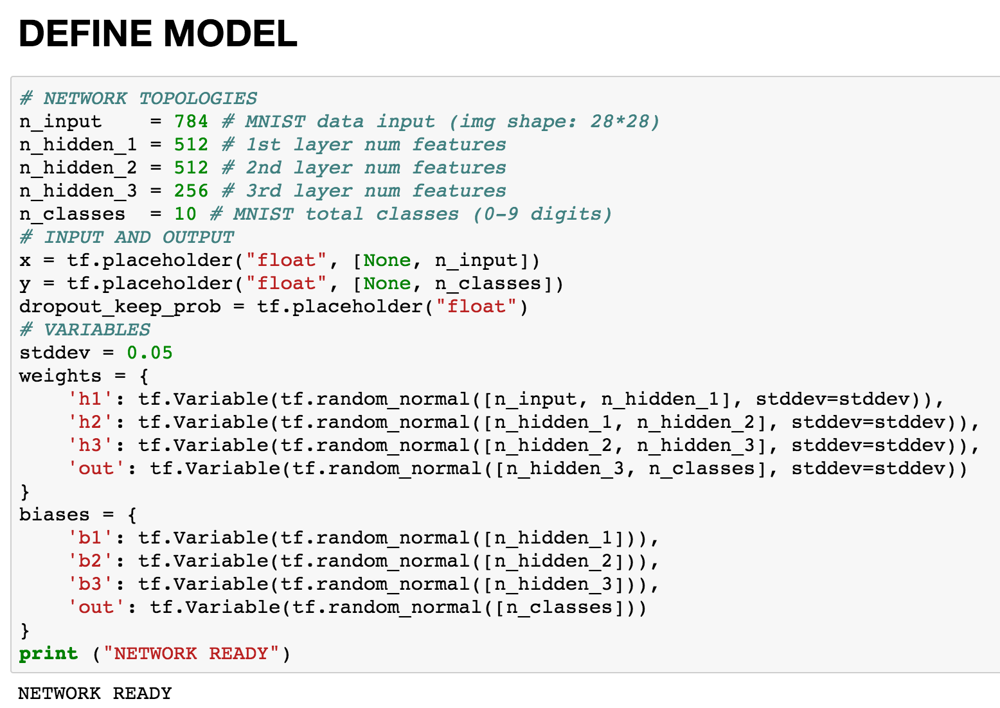 DEFINE MODEL
# NETWORK TOPOLOGIES
n_input    = 784 # MNIST data input (img shape: 28*28)
n_hidden_1 = 512 # 1st layer num features
n_hidden_2 = 512 # 2nd layer num features
n_hidden_3 = 256 # 3rd layer num features
n_classes  = 10 # MNIST total classes (0-9 digits)
# INPUT AND OUTPUT
x = tf.placeholder("float", [None, n_input])
y = tf.placeholder("float", [None, n_classes])
dropout_keep_prob = tf.placeholder("float")
# VARIABLES
stddev = 0.05
weights = {
    'h1': tf.Variable(tf.random_normal([n_input, n_hidden_1], stddev=stddev)),
    'h2': tf.Variable(tf.random_normal([n_hidden_1, n_hidden_2], stddev=stddev)),
    'h3': tf.Variable(tf.random_normal([n_hidden_2, n_hidden_3], stddev=stddev)),
    'out': tf.Variable(tf.random_normal([n_hidden_3, n_classes], stddev=stddev))
}
biases = {
    'b1': tf.Variable(tf.random_normal([n_hidden_1])),
    'b2': tf.Variable(tf.random_normal([n_hidden_2])),
    'b3': tf.Variable(tf.random_normal([n_hidden_3])),
    'out': tf.Variable(tf.random_normal([n_classes]))
}
print ("NETWORK READY")
NETWORK READY